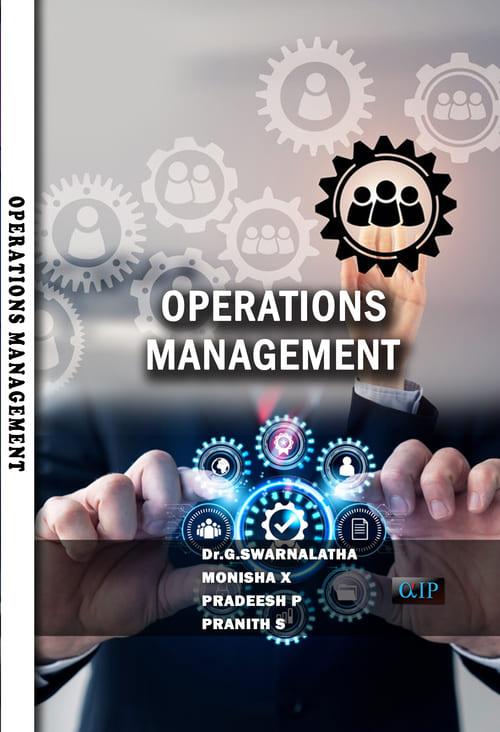 OPERATIONS MANAGEMENT
OPERATIONS
MANAGEMENT
Dr.G.SWARNALATHA
MONISHA X
PRADEESH P
PRANITH S
αIP